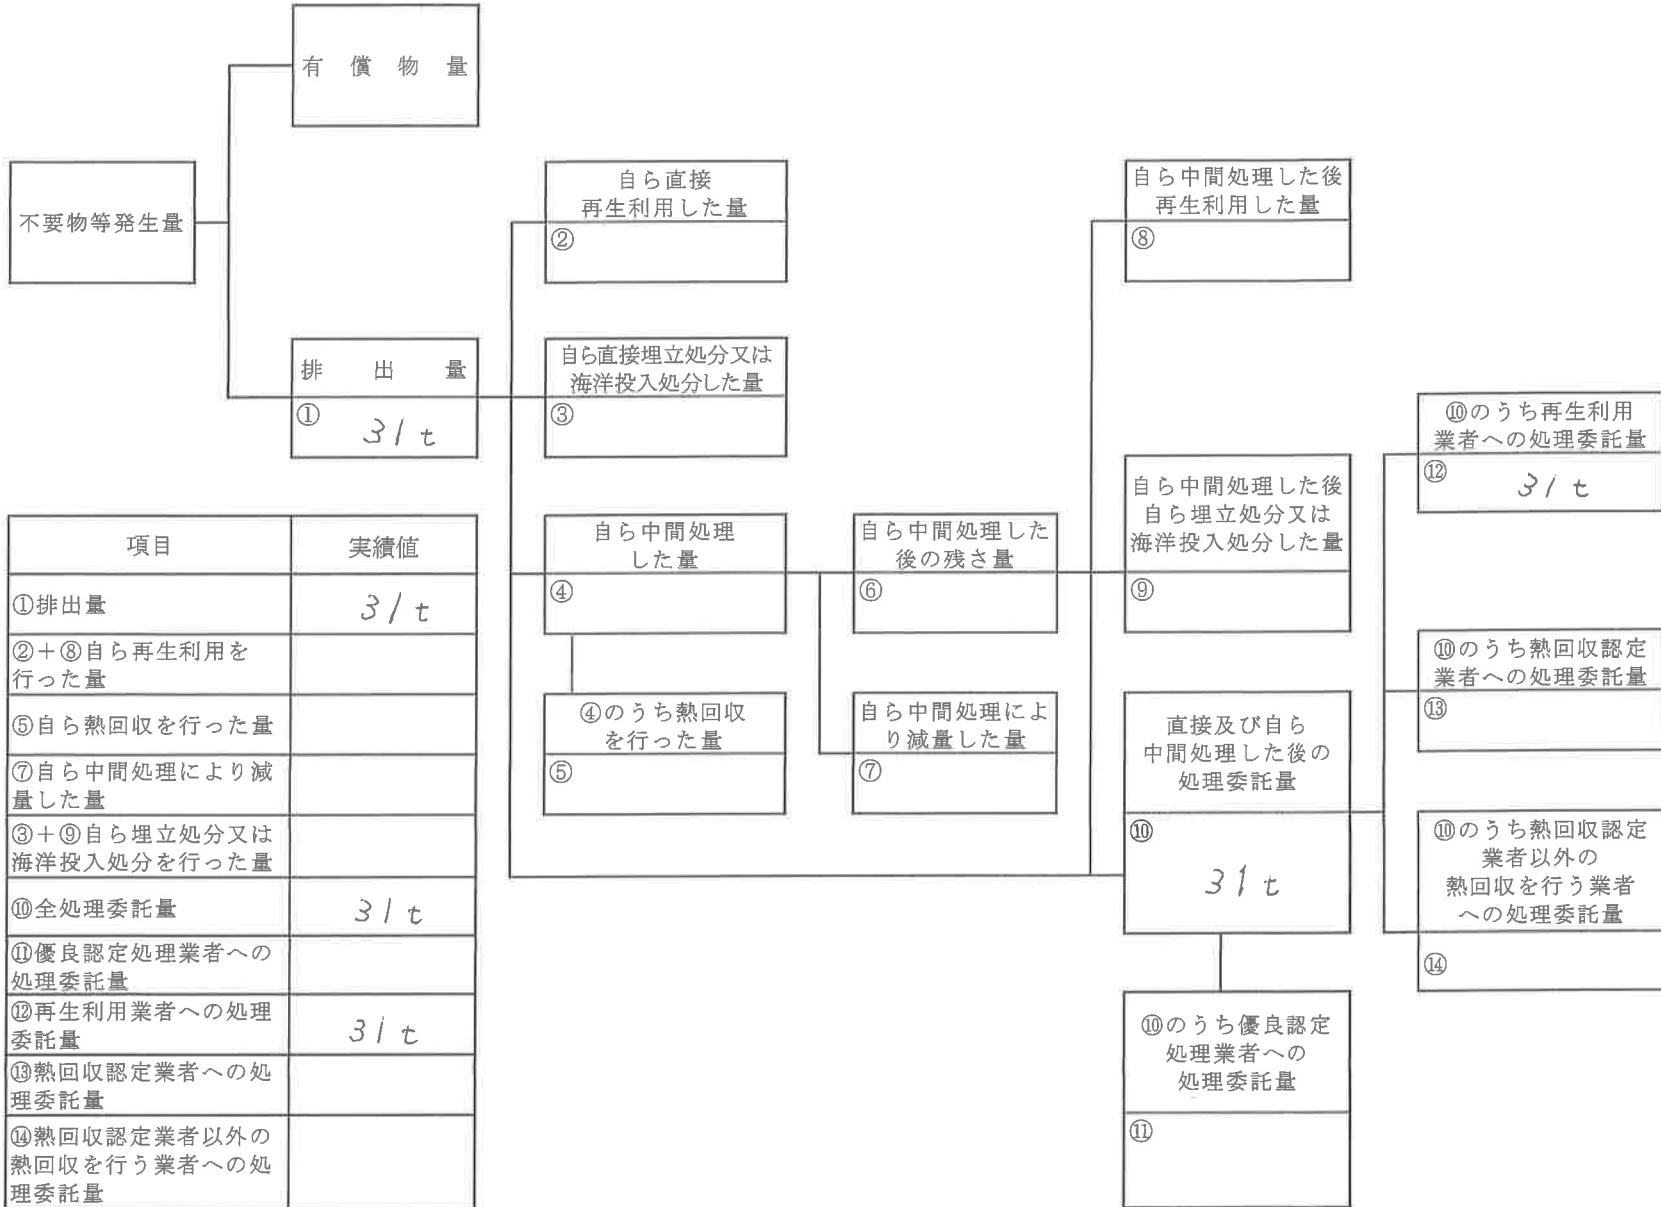 有償物量
不要物等発生量
排出量
① 31t
自ら直接
再生利用した量
②
自ら直接埋立処分又は
海洋投入処分した量
③
自ら中間処理
した量
④
④のうち熱回収
を行った量
⑤
自ら中間処理した
後の残さ量
⑥
自ら中間処理によ
り減量した量
⑦
自ら中間処理した後
再生利用した量
⑧
自ら中間処理した後
自ら埋立処分又は
海洋投入処分した量
⑨
直接及び自ら
中間処理した後の
処理委託量
⑩
31t
⑩のうち優良認定
処理業者への
処理委託量
⑪
⑩のうち再生利用
業者への処理委託量
⑫ 31t
⑩のうち熱回収認定
業者への処理委託量
⑬
⑩のうち熱回収認定
業者以外の
熱回収を行う業者
への処理委託量
⑭
項目 実績値
①排出量 31t
②+⑧自ら再生利用を
行った量
⑤自ら熱回収を行った量
⑦自ら中間処理により減
量した量
③+⑨自ら埋立処分又は
海洋投入処分を行った量
⑩全処理委託量 31t
⑪優良認定処理業者への
処理委託量
⑫再生利用業者への処理
委託量 31t
⑬熱回収認定業者への処
理委託量
⑭熱回収認定業者以外の
熱回収を行う業者への処
理委託量